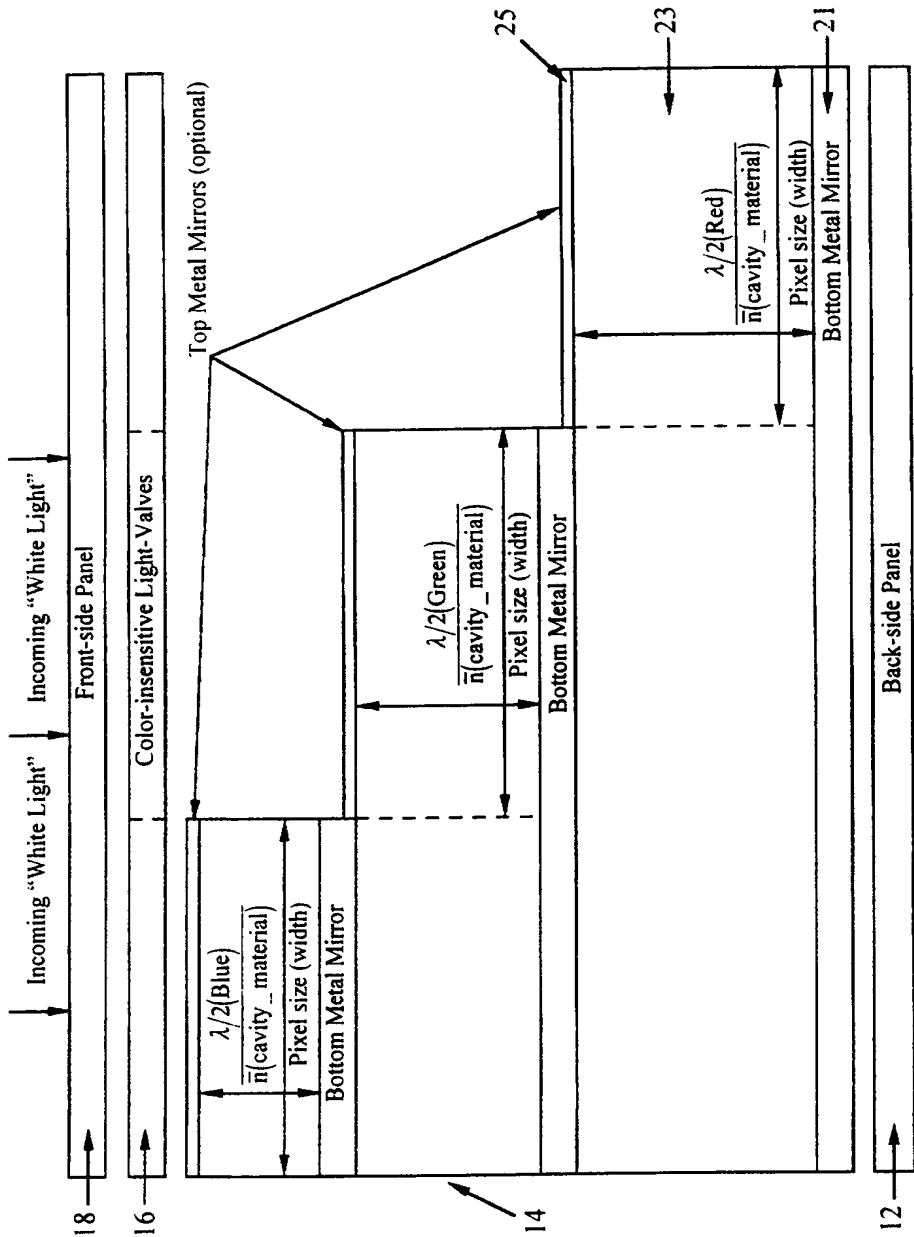 Incoming “White Light”
Incoming “White Light”
18
Front-side Panel
16
Color-insensitive Light-Valves
Top Metal Mirrors (optional)
λ/2(Blue)
n̅(cavity_material)
Pixel size (width)
Bottom Metal Mirror
λ/2(Green)
n̅(cavity_material)
Pixel size (width)
Bottom Metal Mirror
25
λ/2(Red)
n̅(cavity_material)
23
Pixel size (width)
Bottom Metal Mirror
21
14
12
Back-side Panel